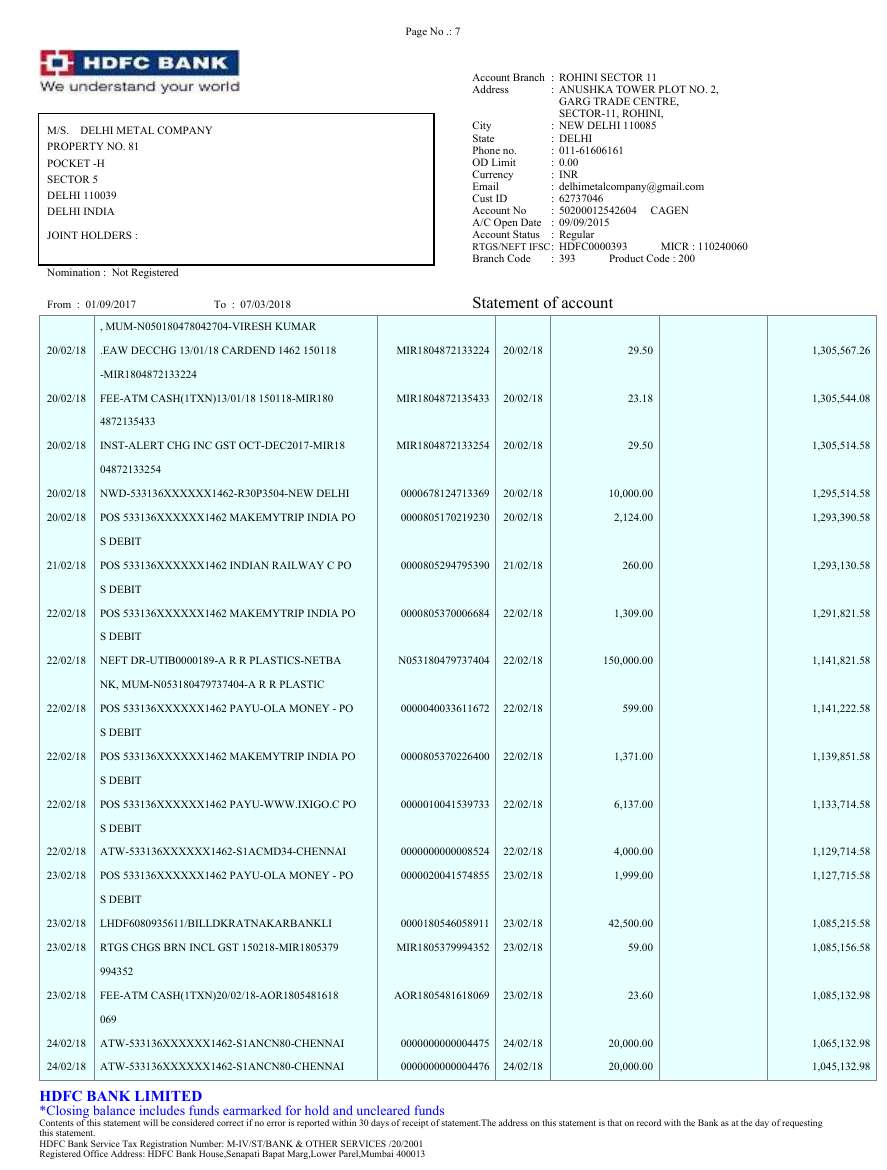 Page No .: 7
HDFC BANK
We understand your world
Account Branch : ROHINI SECTOR 11
Address : ANUSHKA TOWER PLOT NO. 2,
GARG TRADE CENTRE,
SECTOR-11, ROHINI,
City : NEW DELHI 110085
State : DELHI
Phone no. : 011-61606161
OD Limit : 0.00
Currency : INR
Email : delhimetalcompany@gmail.com
Cust ID : 62737046
Account No : 50200012542604 CAGEN
A/C Open Date : 09/09/2015
Account Status : Regular
RTGS/NEFT IFSC: HDFC0000393 MICR : 110240060
Branch Code : 393 Product Code : 200
M/S. DELHI METAL COMPANY
PROPERTY NO. 81
POCKET -H
SECTOR 5
DELHI 110039
DELHI INDIA
JOINT HOLDERS :
Nomination : Not Registered
From : 01/09/2017 To : 07/03/2018 Statement of account
, MUM-N050180478042704-VIRESH KUMAR
20/02/18 .EAW DECCHG 13/01/18 CARDEND 1462 150118 MIR1804872133224 20/02/18 29.50 1,305,567.26
-MIR1804872133224
20/02/18 FEE-ATM CASH(1TXN)13/01/18 150118-MIR180 MIR1804872135433 20/02/18 23.18 1,305,544.08
4872135433
20/02/18 INST-ALERT CHG INC GST OCT-DEC2017-MIR18 MIR1804872133254 20/02/18 29.50 1,305,514.58
04872133254
20/02/18 NWD-533136XXXXXX1462-R30P3504-NEW DELHI 0000678124713369 20/02/18 10,000.00 1,295,514.58
20/02/18 POS 533136XXXXXX1462 MAKEMYTRIP INDIA PO 0000805170219230 20/02/18 2,124.00 1,293,390.58
S DEBIT
21/02/18 POS 533136XXXXXX1462 INDIAN RAILWAY C PO 0000805294795390 21/02/18 260.00 1,293,130.58
S DEBIT
22/02/18 POS 533136XXXXXX1462 MAKEMYTRIP INDIA PO 0000805370006684 22/02/18 1,309.00 1,291,821.58
S DEBIT
22/02/18 NEFT DR-UTIB0000189-A R R PLASTICS-NETBA N053180479737404 22/02/18 150,000.00 1,141,821.58
NK, MUM-N053180479737404-A R R PLASTIC
22/02/18 POS 533136XXXXXX1462 PAYU-OLA MONEY - PO 0000040033611672 22/02/18 599.00 1,141,222.58
S DEBIT
22/02/18 POS 533136XXXXXX1462 MAKEMYTRIP INDIA PO 0000805370226400 22/02/18 1,371.00 1,139,851.58
S DEBIT
22/02/18 POS 533136XXXXXX1462 PAYU-WWW.IXIGO.C PO 0000010041539733 22/02/18 6,137.00 1,133,714.58
S DEBIT
22/02/18 ATW-533136XXXXXX1462-S1ACMD34-CHENNAI 0000000000008524 22/02/18 4,000.00 1,129,714.58
23/02/18 POS 533136XXXXXX1462 PAYU-OLA MONEY - PO 0000020041574855 23/02/18 1,999.00 1,127,715.58
S DEBIT
23/02/18 LHDF6080935611/BILLDKRATNAKARBANKLI 0000180546058911 23/02/18 42,500.00 1,085,215.58
23/02/18 RTGS CHGS BRN INCL GST 150218-MIR1805379 MIR1805379994352 23/02/18 59.00 1,085,156.58
994352
23/02/18 FEE-ATM CASH(1TXN)20/02/18-AOR1805481618 AOR1805481618069 23/02/18 23.60 1,085,132.98
069
24/02/18 ATW-533136XXXXXX1462-S1ANCN80-CHENNAI 0000000000004475 24/02/18 20,000.00 1,065,132.98
24/02/18 ATW-533136XXXXXX1462-S1ANCN80-CHENNAI 0000000000004476 24/02/18 20,000.00 1,045,132.98
HDFC BANK LIMITED
*Closing balance includes funds earmarked for hold and uncleared funds
Contents of this statement will be considered correct if no error is reported within 30 days of receipt of statement.The address on this statement is that on record with the Bank as at the day of requesting
this statement.
HDFC Bank Service Tax Registration Number: M-IV/ST/BANK & OTHER SERVICES /20/2001
Registered Office Address: HDFC Bank House,Senapati Bapat Marg,Lower Parel,Mumbai 400013